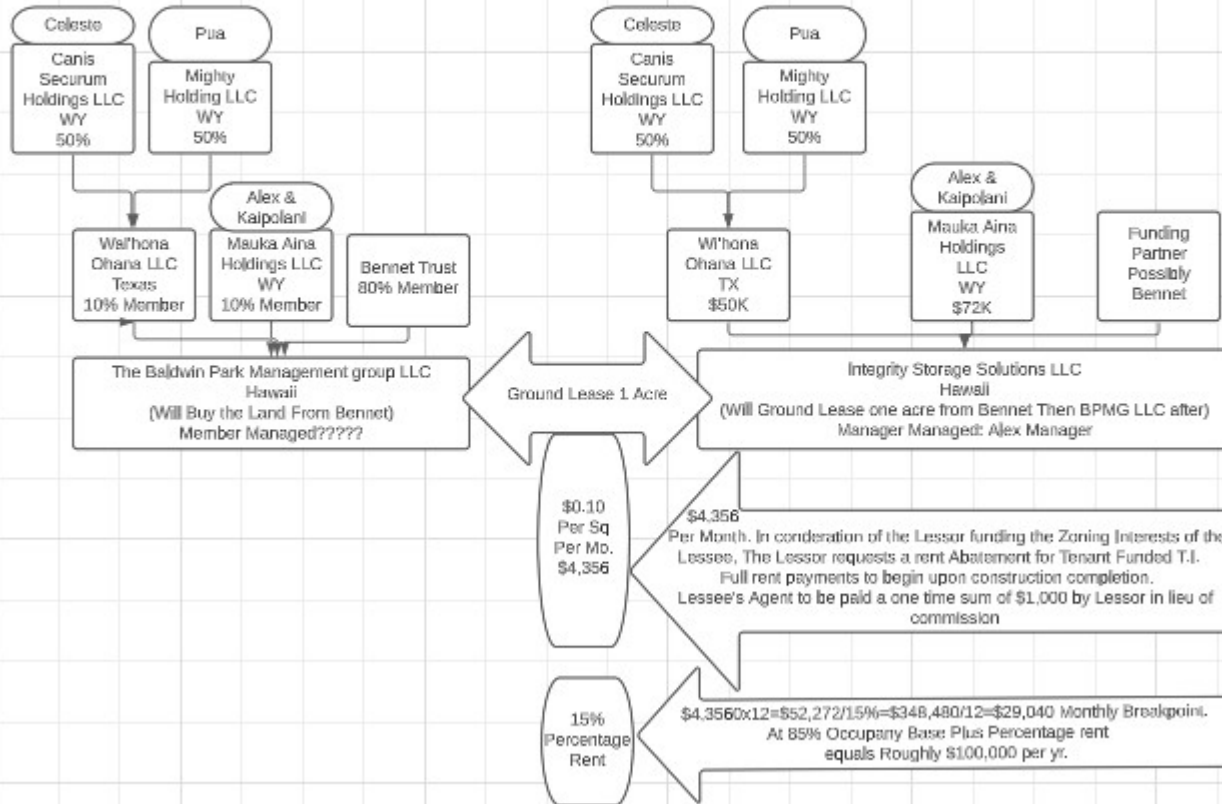 Celeste
Canis
Securum
Holdings LLC
WY
50%
Pua
Mighty
Holding LLC
WY
50%
Celeste
Canis
Securum
Holdings LLC
WY
50%
Pua
Mighty
Holding LLC
WY
50%
Wai'hona
Ohana LLC
Texas
10% Member
Alex &
Kaipolani
Mauka Aina
Holdings LLC
WY
10% Member
Bennet Trust
80% Member
Wi'hona
Ohana LLC
TX
$50K
Alex &
Kaipolani
Mauka Aina
Holdings
LLC
WY
$72K
Funding
Partner
Possibly
Bennet
The Baldwin Park Management group LLC
Hawaii
(Will Buy the Land From Bennet)
Member Managed?????
Ground Lease 1 Acre
Integrity Storage Solutions LLC
Hawaii
(Will Ground Lease one acre from Bennet Then BPMG LLC after)
Manager Managed: Alex Manager
$0.10
Per Sq
Per Mo.
$4,356
$4,356
Per Month. In conderation of the Lessor funding the Zoning Interests of the
Lessee, The Lessor requests a rent Abatement for Tenant Funded T.I.
Full rent payments to begin upon construction completion.
Lessee's Agent to be paid a one time sum of $1,000 by Lessor in lieu of
commission
15%
Percentage
Rent
$4,3560x12=$52,272/15%=$348,480/12=$29,040 Monthly Breakpoint.
At 85% Occupany Base Plus Percentage rent
equals Roughly $100,000 per yr.